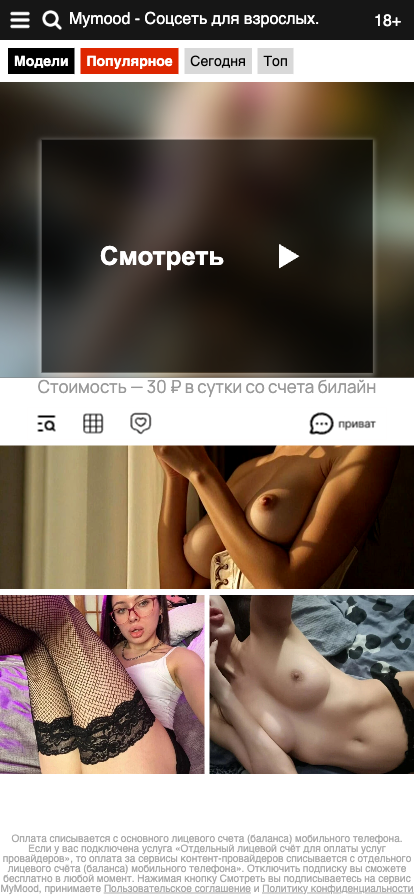 Mymood - Соцсеть для взрослых.
18+
Модели Популярное Сегодня Топ
Смотреть
Стоимость — 30 ₽ в сутки со счета билайн
приват
Оплата списывается с основного лицевого счета (баланса) мобильного телефона.
Если у вас подключена услуга «Отдельный лицевой счёт для оплаты услуг
провайдеров», то оплата за сервисы контент-провайдеров списывается с отдельного
лицевого счёта (баланса) мобильного телефона». Отключить подписку вы сможете
бесплатно в любой момент. Нажимая кнопку Смотреть вы подписываетесь на сервис
MyMood, принимаете Пользовательское соглашение и Политику конфиденциальности